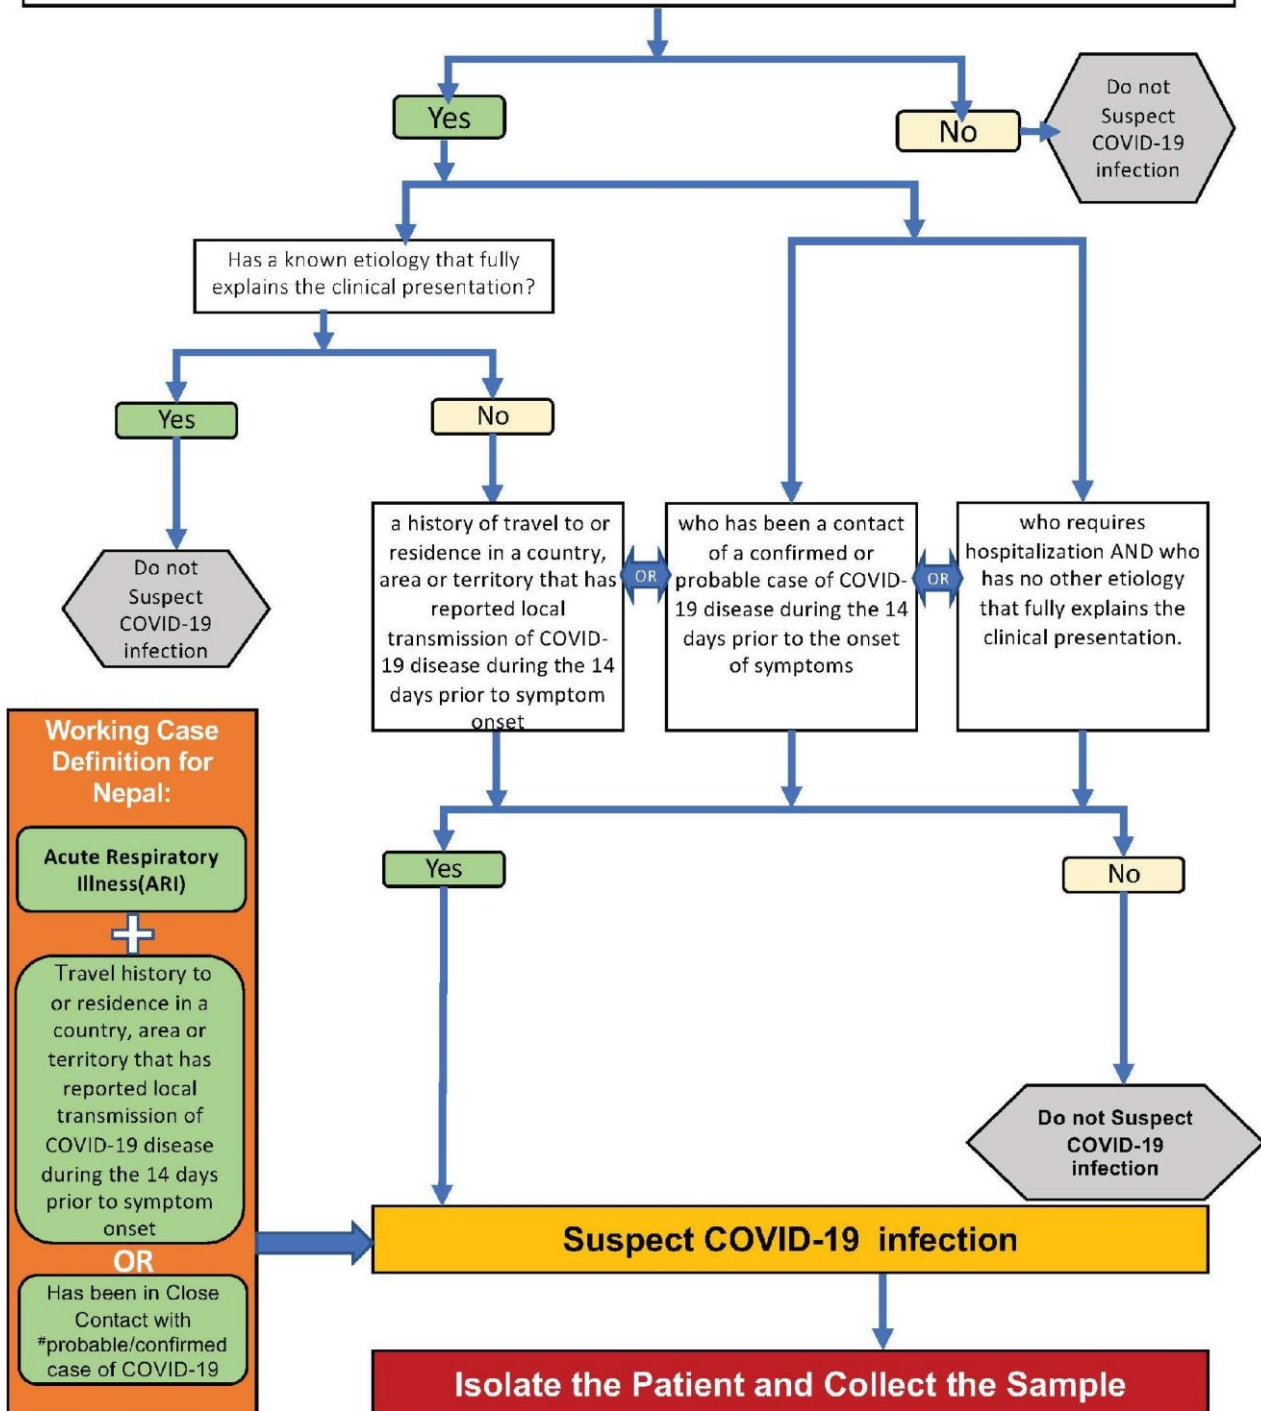 Yes
No
Do not
Suspect
COVID-19
infection
Has a known etiology that fully
explains the clinical presentation?
Yes
No
Do not
Suspect
COVID-19
infection
a history of travel to or
residence in a country,
area or territory that has
reported local
transmission of COVID-
19 disease during the 14
days prior to symptom
onset
OR
who has been a contact
of a confirmed or
probable case of COVID-
19 disease during the 14
days prior to the onset
of symptoms
OR
who requires
hospitalization AND who
has no other etiology
that fully explains the
clinical presentation.
Yes
No
Do not Suspect
COVID-19
infection
Working Case
Definition for
Nepal:
Acute Respiratory
Illness(ARI)
+
Travel history to
or residence in a
country, area or
territory that has
reported local
transmission of
COVID-19 disease
during the 14 days
prior to symptom
onset
OR
Has been in Close
Contact with
#probable/confirmed
case of COVID-19
Suspect COVID-19 infection
Isolate the Patient and Collect the Sample